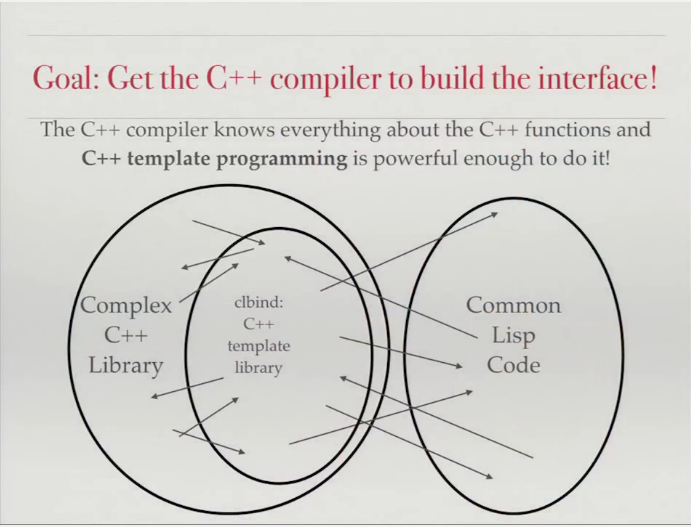 Goal: Get the C++ compiler to build the interface!
The C++ compiler knows everything about the C++ functions and
C++ template programming is powerful enough to do it!
Complex
C++
Library
clbind:
C++
template
library
Common
Lisp
Code